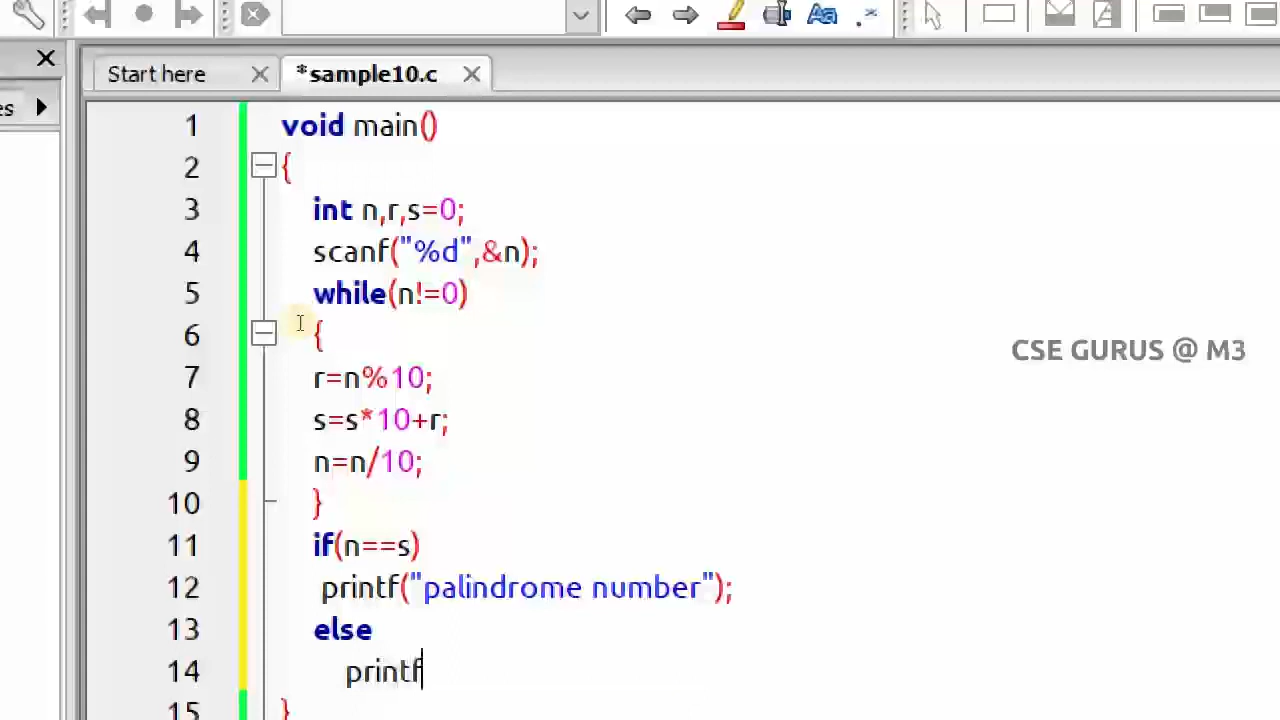 Start here
*sample10.c
es
1 void main()
2 {
3 int n,r,s=0;
4 scanf("%d",&n);
5 while(n!=0)
6 {
7 r=n%10;
8 s=s*10+r;
9 n=n/10;
10 }
11 if(n==s)
12 printf("palindrome number");
13 else
14 printf
15 }
CSE GURUS @ M3